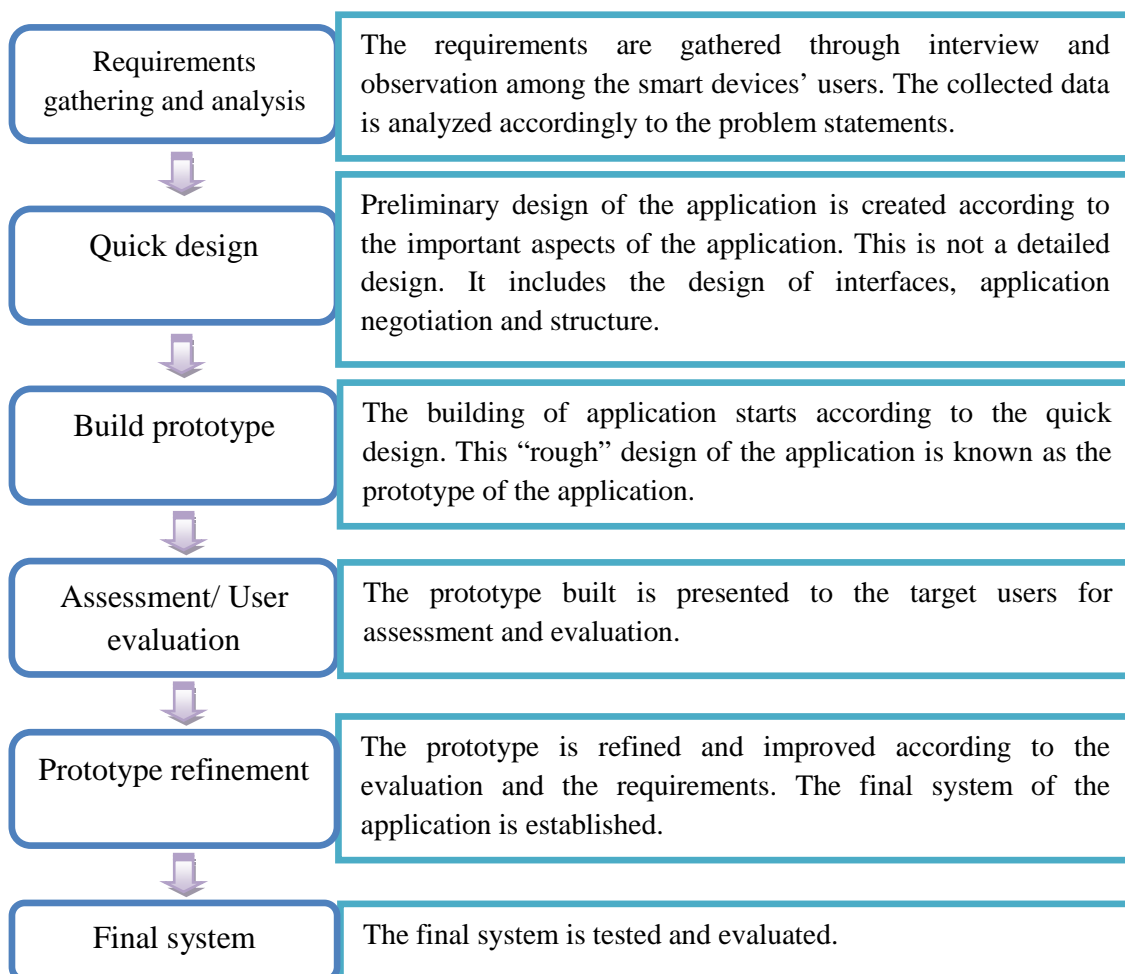 Requirements
gathering and analysis
The requirements are gathered through interview and
observation among the smart devices’ users. The collected data
is analyzed accordingly to the problem statements.
Quick design
Preliminary design of the application is created according to
the important aspects of the application. This is not a detailed
design. It includes the design of interfaces, application
negotiation and structure.
Build prototype
The building of application starts according to the quick
design. This “rough” design of the application is known as the
prototype of the application.
Assessment/ User
evaluation
The prototype built is presented to the target users for
assessment and evaluation.
Prototype refinement
The prototype is refined and improved according to the
evaluation and the requirements. The final system of the
application is established.
Final system
The final system is tested and evaluated.